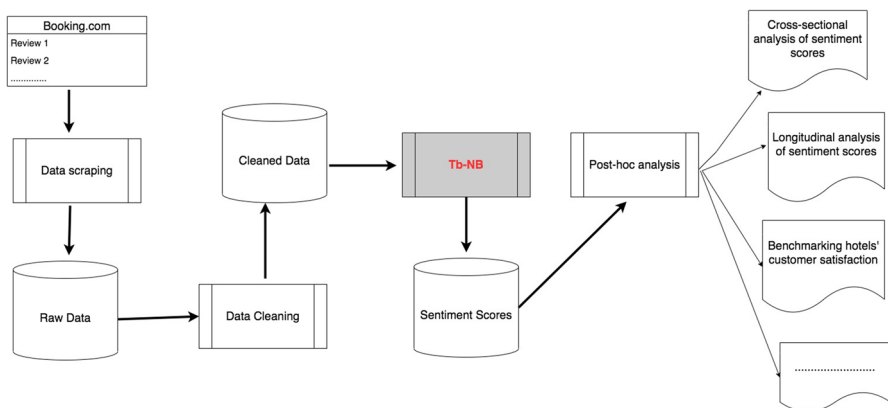 Booking.com
Review 1
Review 2
..............
Data scraping
Raw Data
Data Cleaning
Cleaned Data
Tb-NB
Sentiment Scores
Post-hoc analysis
Cross-sectional
analysis of sentiment
scores
Longitudinal analysis
of sentiment scores
Benchmarking hotels'
customer satisfaction
..........................